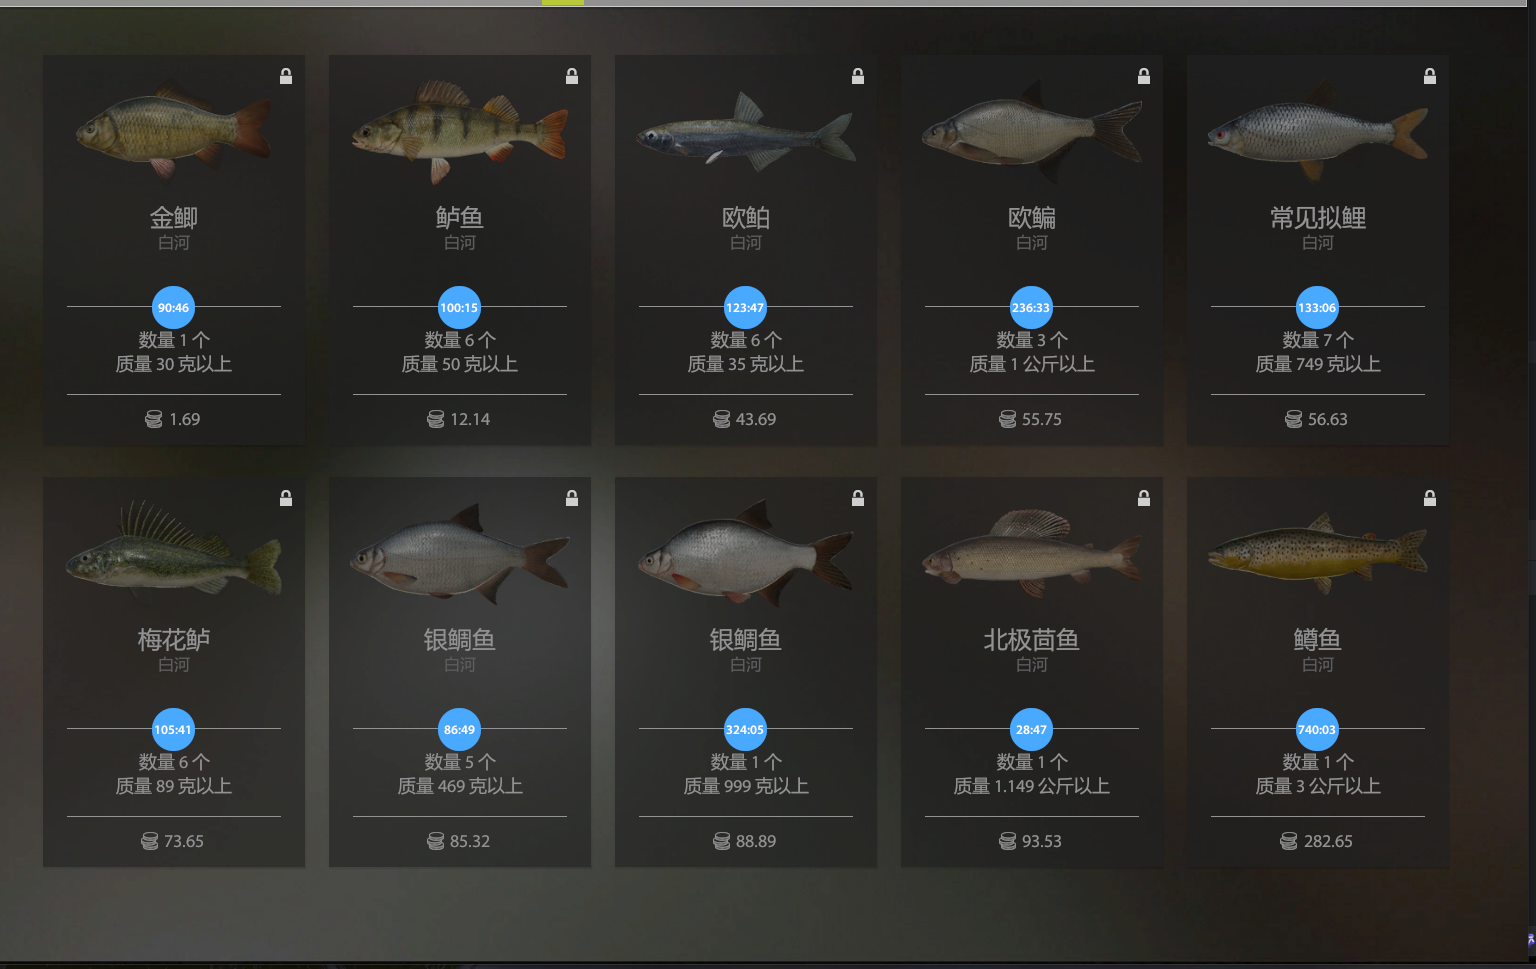 金鲫
白河
90:46
数量 1 个
质量 30 克以上
1.69
鲈鱼
白河
100:15
数量 6 个
质量 50 克以上
12.14
欧鲌
白河
123:47
数量 6 个
质量 35 克以上
43.69
欧鳊
白河
236:33
数量 3 个
质量 1 公斤以上
55.75
常见拟鲤
白河
133:06
数量 7 个
质量 749 克以上
56.63
梅花鲈
白河
105:41
数量 6 个
质量 89 克以上
73.65
银鲷鱼
白河
86:49
数量 5 个
质量 469 克以上
85.32
银鲷鱼
白河
324:05
数量 1 个
质量 999 克以上
88.89
北极茴鱼
白河
28:47
数量 1 个
质量 1.149 公斤以上
93.53
鳟鱼
白河
740:03
数量 1 个
质量 3 公斤以上
282.65